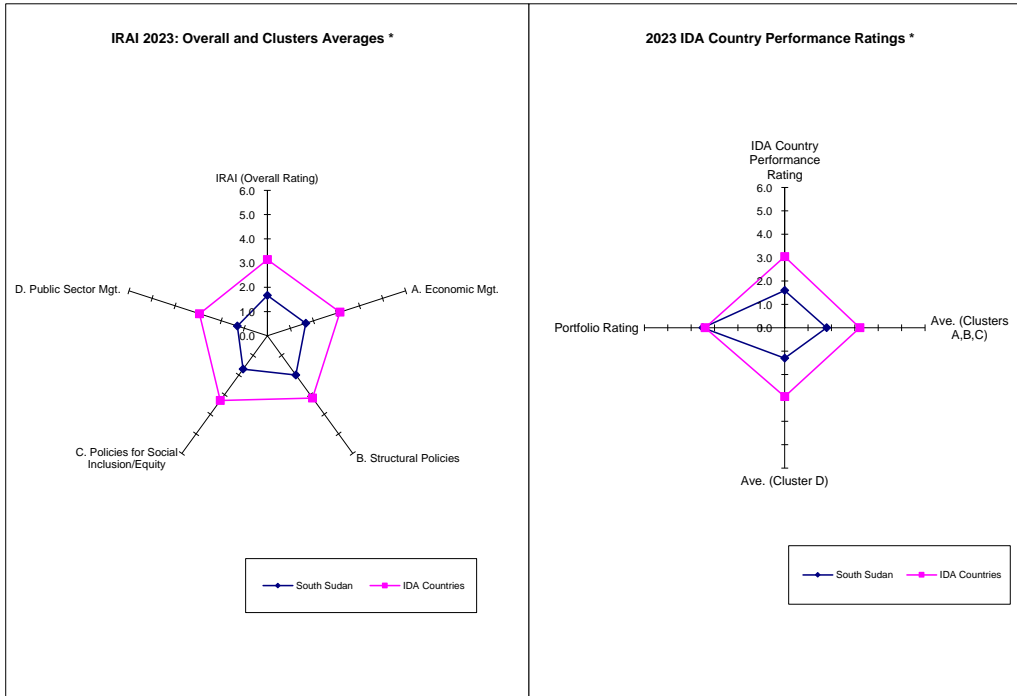 IRAI 2023: Overall and Clusters Averages *
IRAI (Overall Rating)
6.0
5.0
4.0
3.0
2.0
1.0
0.0
A. Economic Mgt.
B. Structural Policies
C. Policies for Social
Inclusion/Equity
D. Public Sector Mgt.
South Sudan
IDA Countries
2023 IDA Country Performance Ratings *
IDA Country
Performance
Rating
6.0
5.0
4.0
3.0
2.0
1.0
0.0
Ave. (Clusters
A,B,C)
Ave. (Cluster D)
Portfolio Rating
South Sudan
IDA Countries